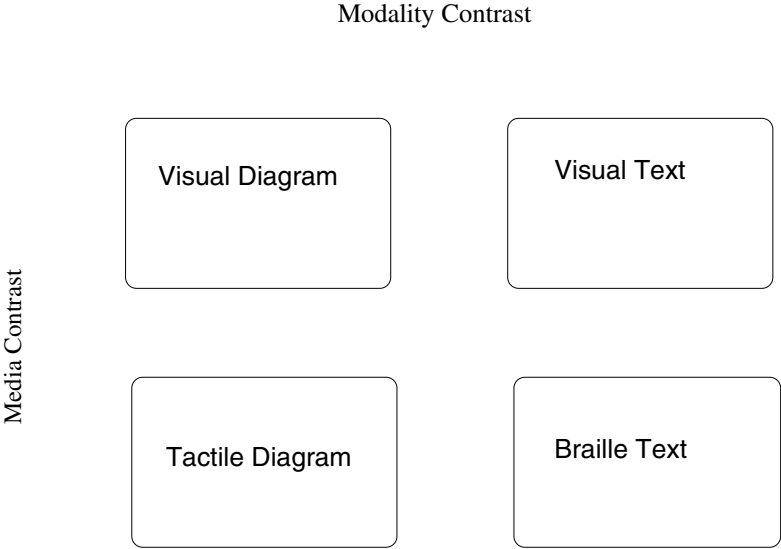 Modality Contrast
Visual Diagram
Visual Text
Media Contrast
Tactile Diagram
Braille Text